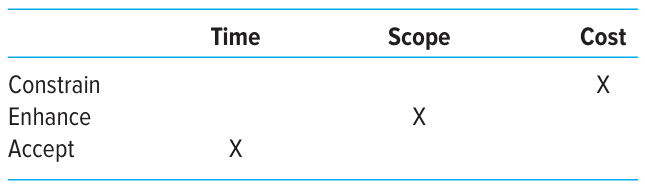 Time Scope Cost
Constrain X
Enhance X
Accept X